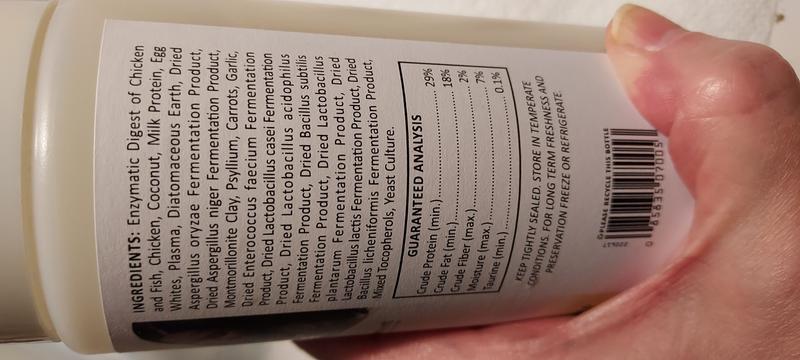 INGREDIENTS: Enzymatic Digest of Chicken
and Fish, Chicken, Coconut, Milk Protein, Egg
Whites, Plasma, Diatomaceous Earth, Dried
Aspergillus oryzae Fermentation Product,
Dried Aspergillus niger Fermentation Product,
Montmorillonite Clay, Psyllium, Carrots, Garlic,
Dried Enterococcus faecium Fermentation
Product, Dried Lactobacillus casei Fermentation
Product, Dried Lactobacillus acidophilus
Fermentation Product, Dried Bacillus subtilis
Fermentation Product, Dried Lactobacillus
plantarum Fermentation Product, Dried
Lactobacillus lactis Fermentation Product, Dried
Bacillus licheniformis Fermentation Product,
Mixed Tocopherols, Yeast Culture.
GUARANTEED ANALYSIS
Crude Protein (min.) 29%
Crude Fat (min.) 18%
Crude Fiber (max.) 2%
Moisture (max.) 7%
Taurine (min.) 0.1%
KEEP TIGHTLY SEALED. STORE IN TEMPERATE
CONDITIONS. FOR LONG TERM FRESHNESS AND
PRESERVATION FREEZE OR REFRIGERATE.
PLEASE RECYCLE THIS BOTTLE